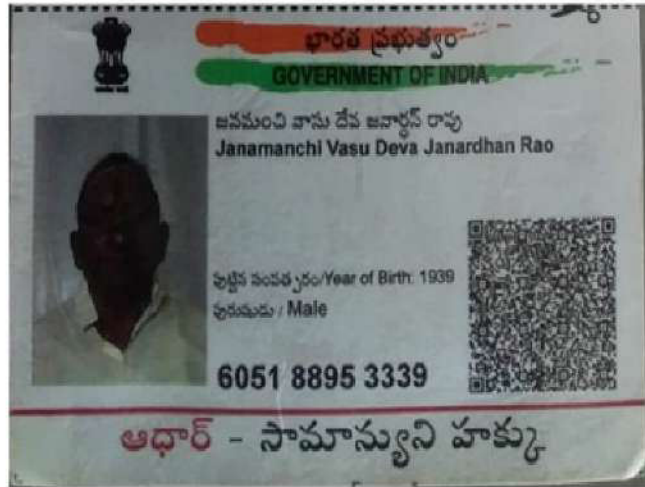 భారత ప్రభుత్వం
GOVERNMENT OF INDIA
జనమంచి వాసు దేవ జనార్ధన్ రావు
Janamanchi Vasu Deva Janardhan Rao
పుట్టిన సంవత్సరం/Year of Birth: 1939
పురుషుడు / Male
6051 8895 3339
ఆధార్ - సామాన్యుని హక్కు